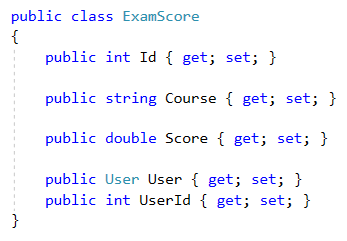 public class ExamScore
{
public int Id { get; set; }
public string Course { get; set; }
public double Score { get; set; }
public User User { get; set; }
public int UserId { get; set; }
}